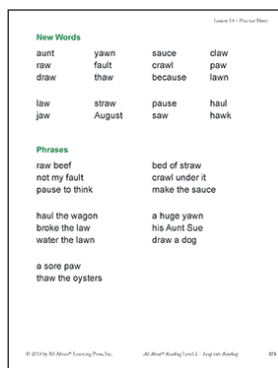 Lesson 54 - Practice Sheet
New Words
aunt yawn sauce claw
raw fault crawl paw
draw thaw because lawn
law straw pause haul
jaw August saw hawk
Phrases
raw beef bed of straw
not my fault crawl under it
pause to think make the sauce
haul the wagon a huge yawn
broke the law his Aunt Sue
water the lawn draw a dog
a sore paw
thaw the oysters
by All About® Learning Press, Inc. All About® Reading Level 2 – Leap into Reading